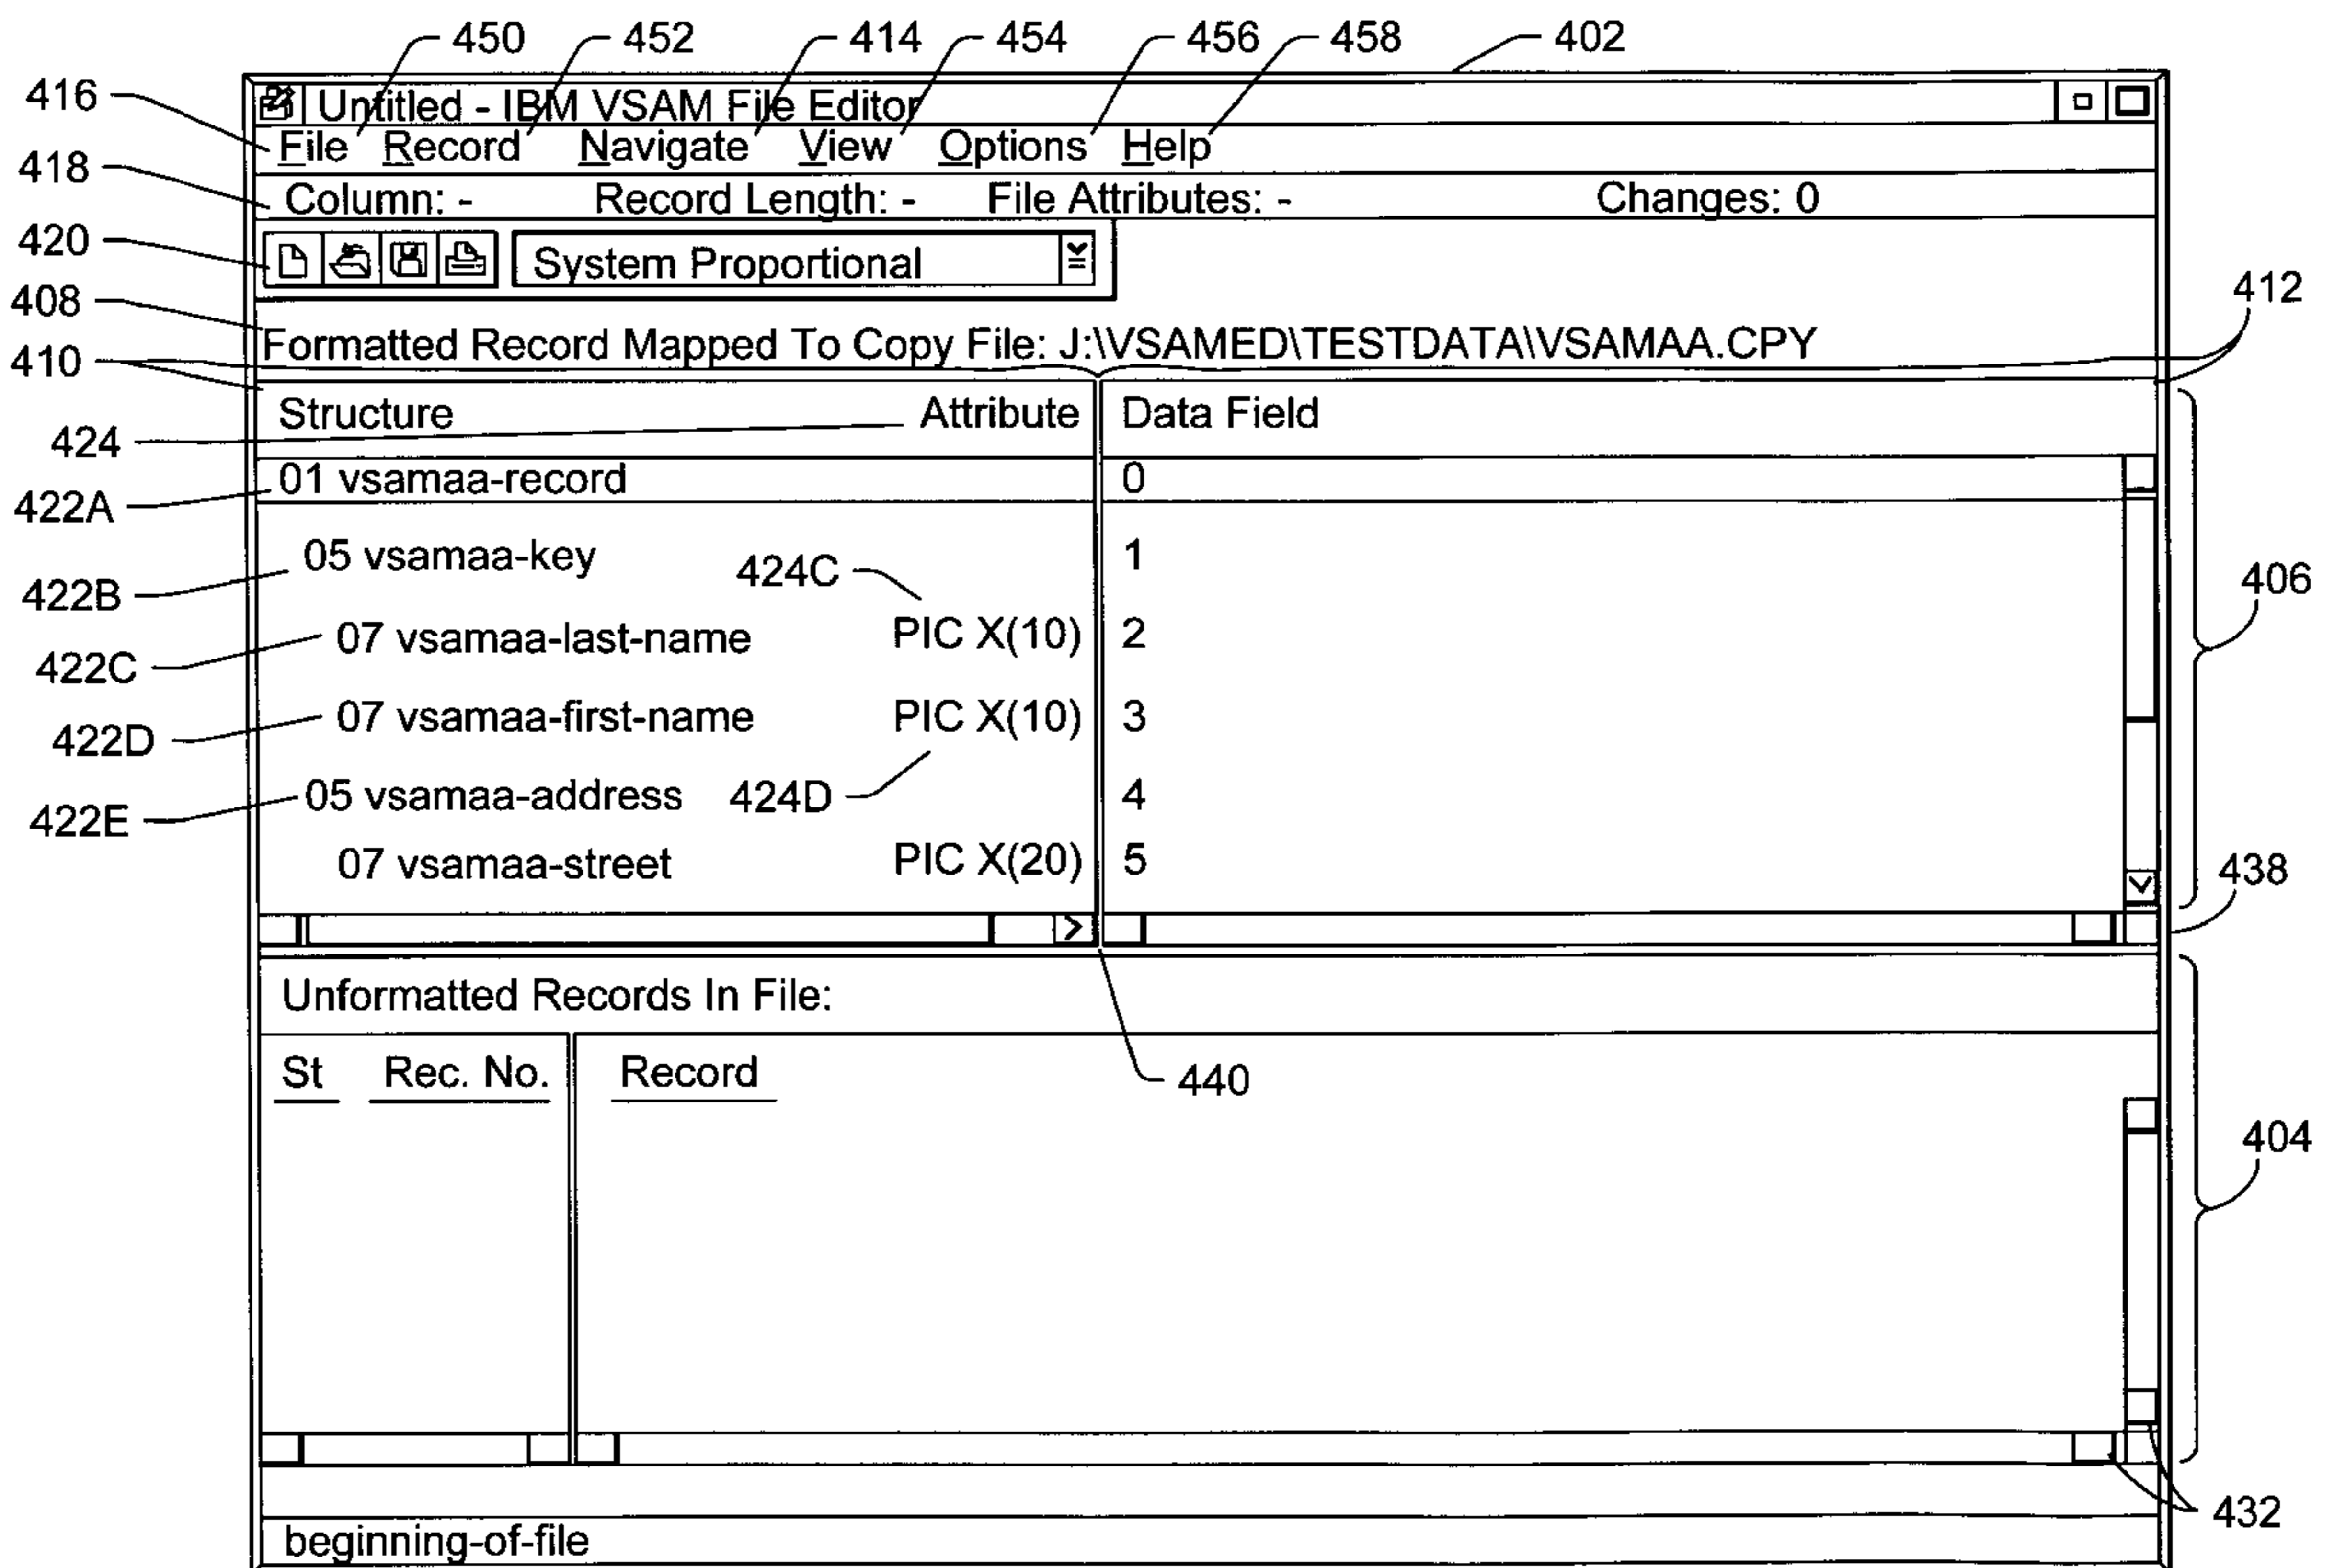 450 452 414 454 456 458 402
416 Untitled - IBM VSAM File Editor
File Record Navigate View Options Help
418 Column: - Record Length: - File Attributes: - Changes: 0
420 System Proportional
408 412
Formatted Record Mapped To Copy File: J:\VSAMED\TESTDATA\VSAMAA.CPY
410
Structure Attribute Data Field
424
01 vsamaa-record 0
422A
05 vsamaa-key 1
424C 406
422B
07 vsamaa-last-name PIC X(10) 2
422C
07 vsamaa-first-name PIC X(10) 3
422D
05 vsamaa-address 424D 4
422E
07 vsamaa-street PIC X(20) 5
438
Unformatted Records In File:
St Rec. No. Record 440
404
432
beginning-of-file